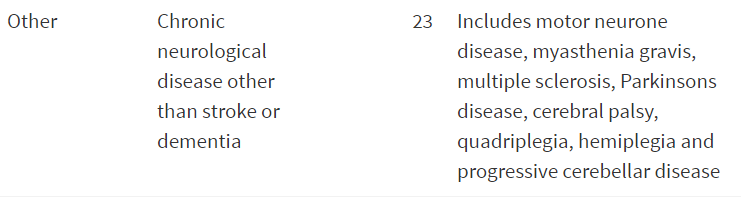 Other
Chronic
neurological
disease other
than stroke or
dementia
23
Includes motor neurone
disease, myasthenia gravis,
multiple sclerosis, Parkinsons
disease, cerebral palsy,
quadriplegia, hemiplegia and
progressive cerebellar disease